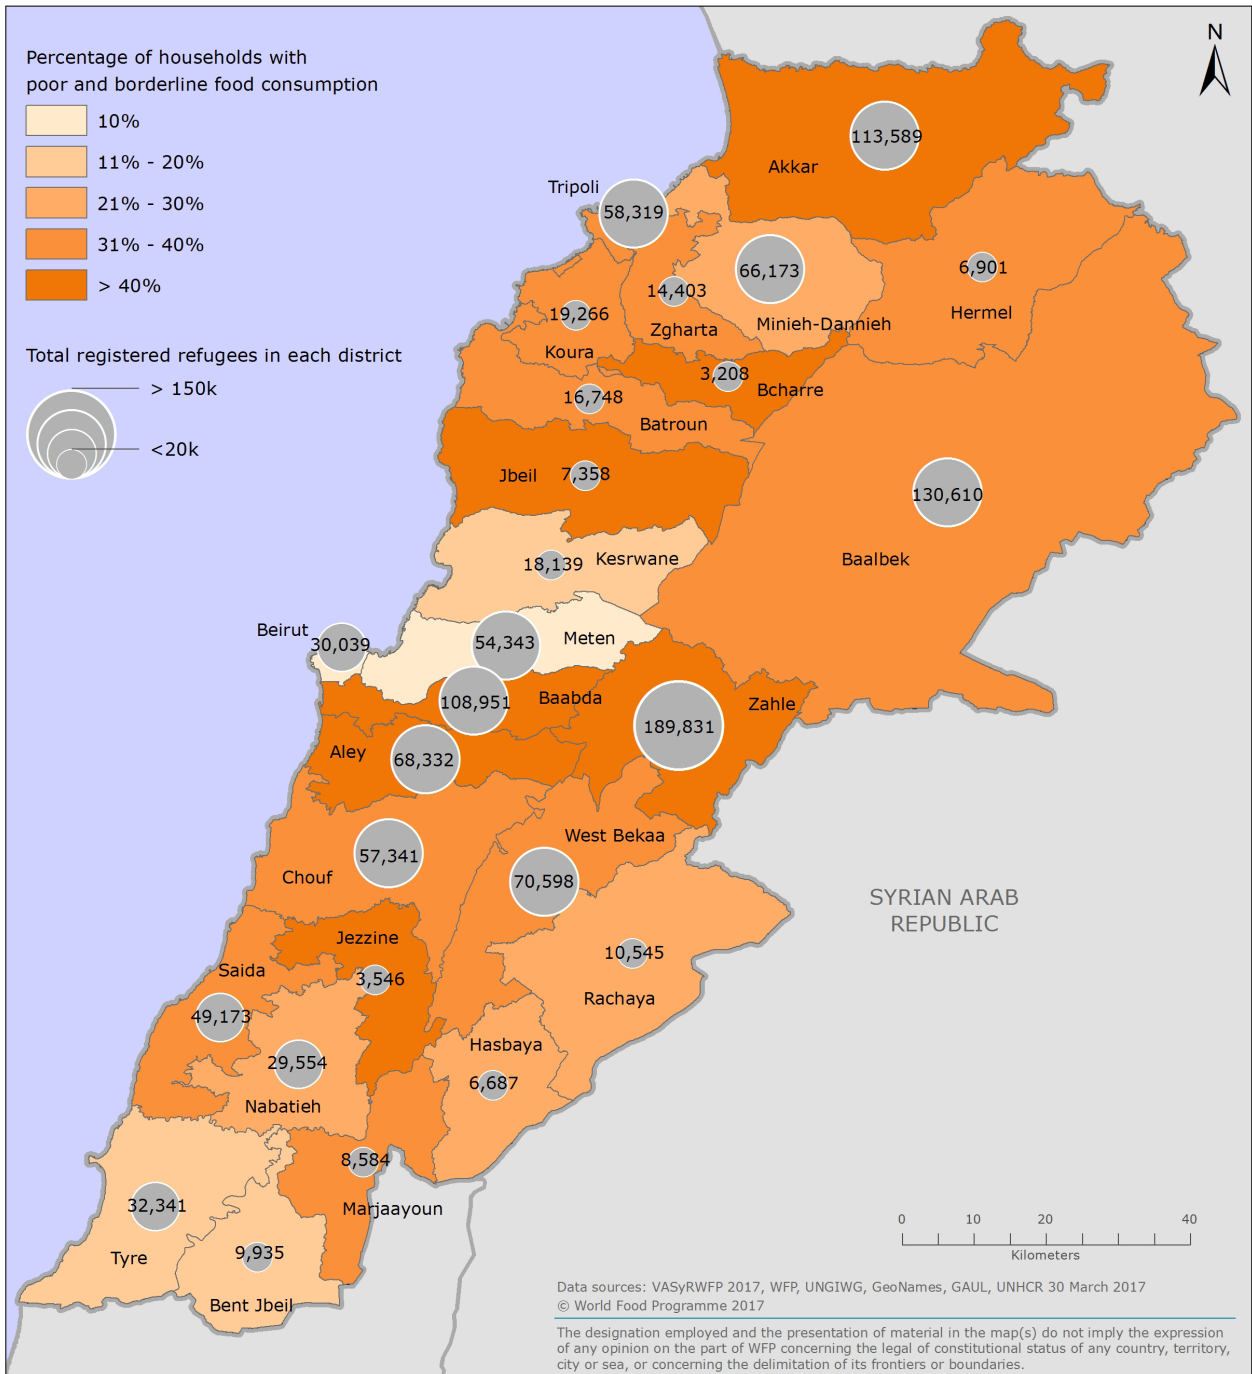 Percentage of households with
poor and borderline food consumption
10%
11% - 20%
21% - 30%
31% - 40%
> 40%
Total registered refugees in each district
> 150k
<20k
N
113,589
Akkar
Tripoli
58,319
66,173
6,901
14,403
Hermel
19,266
Zgharta
Minieh-Dannieh
Koura
3,208
Bcharre
16,748
Batroun
Jbeil
7,358
130,610
Baalbek
18,139
Kesrwane
Beirut
30,039
54,343
Meten
108,951
Baabda
Zahle
189,831
Aley
68,332
West Bekaa
57,341
Chouf
70,598
Jezzine
SYRIAN ARAB
REPUBLIC
Saida
3,546
10,545
Rachaya
49,173
Hasbaya
29,554
6,687
Nabatieh
8,584
32,341
Marjaayoun
9,935
Tyre
Bent Jbeil
0 10 20 40
Kilometers
Data sources: VASyRWFP 2017, WFP, UNGIWG, GeoNames, GAUL, UNHCR 30 March 2017
© World Food Programme 2017
The designation employed and the presentation of material in the map(s) do not imply the expression
of any opinion on the part of WFP concerning the legal of constitutional status of any country, territory,
city or sea, or concerning the delimitation of its frontiers or boundaries.